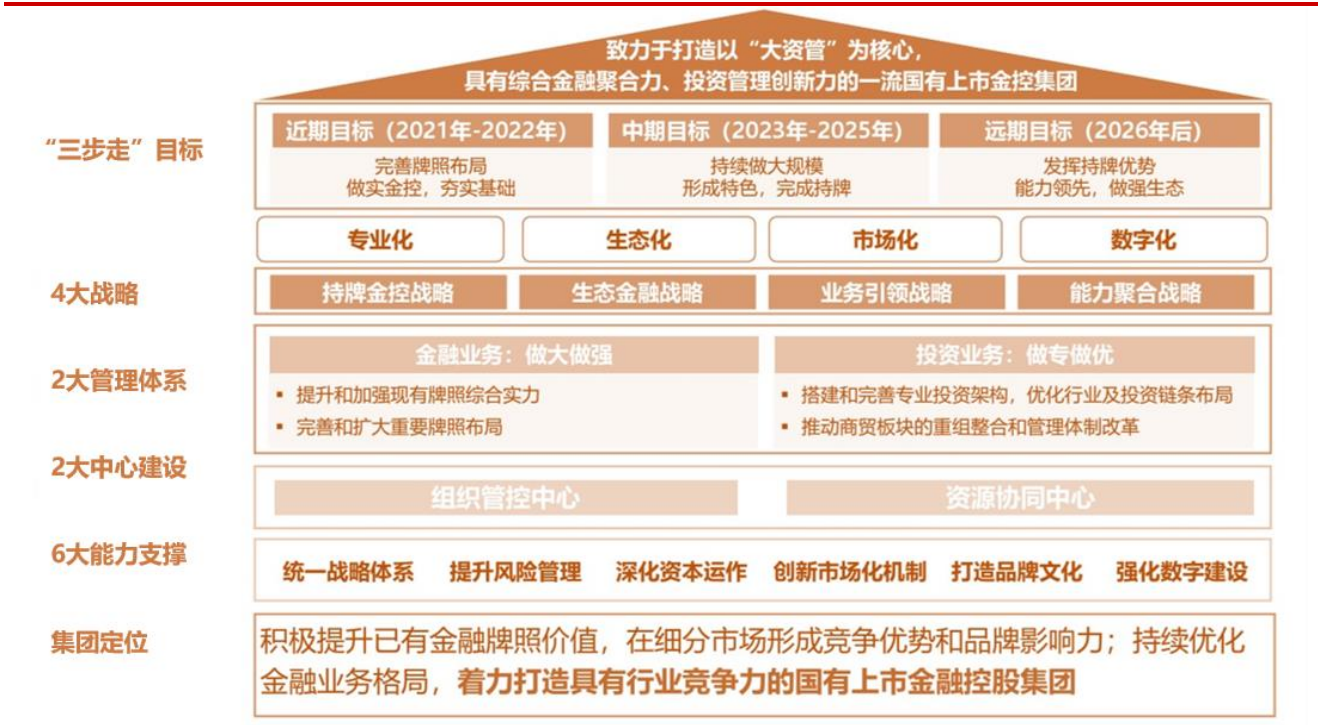 致力于打造以“大资管”为核心，
具有综合金融聚合力、投资管理创新力的一流国有上市金控集团
“三步走”目标
近期目标（2021年-2022年）
完善牌照布局
做实金控，夯实基础
中期目标（2023年-2025年）
持续做大规模
形成特色，完成持牌
远期目标（2026年后）
发挥持牌优势
能力领先，做强生态
专业化
生态化
市场化
数字化
4大战略
持牌金控战略
生态金融战略
业务引领战略
能力聚合战略
2大管理体系
金融业务：做大做强
▪ 提升和加强现有牌照综合实力
▪ 完善和扩大重要牌照布局
投资业务：做专做优
▪ 搭建和完善专业投资架构，优化行业及投资链条布局
▪ 推动商贸板块的重组整合和管理体制改革
2大中心建设
组织管控中心
资源协同中心
6大能力支撑
统一战略体系
提升风险管理
深化资本运作
创新市场化机制
打造品牌文化
强化数字建设
集团定位
积极提升已有金融牌照价值，在细分市场形成竞争优势和品牌影响力；持续优化
金融业务格局，着力打造具有行业竞争力的国有上市金融控股集团